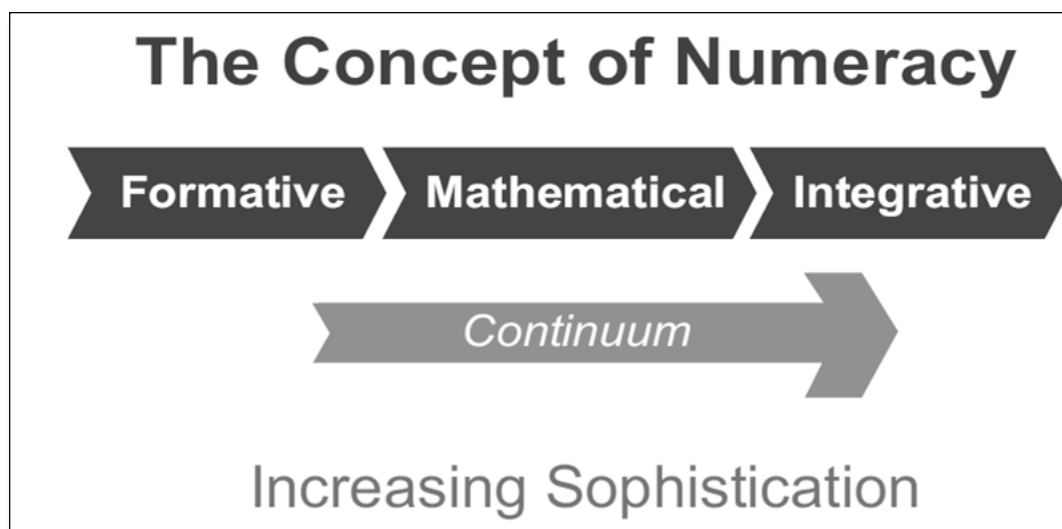 The Concept of Numeracy
Formative Mathematical Integrative
Continuum
Increasing Sophistication